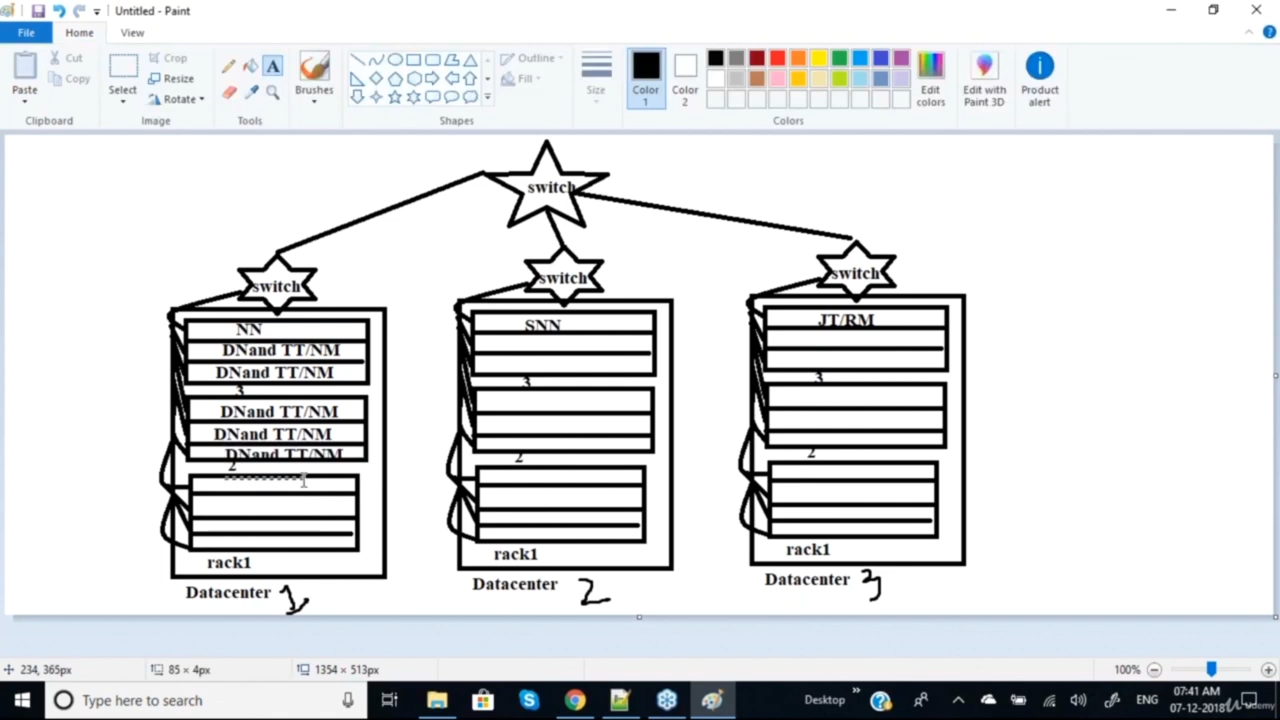 Untitled - Paint
File Home View
Paste
Cut
Copy
Clipboard
Select
Crop
Resize
Rotate
Image
Tools
Brushes
Shapes
Outline
Fill
Size
Color 1
Color 2
Colors
Edit colors
Edit with Paint 3D
Product alert
switch
switch
switch
switch
NN
DNand TT/NM
DNand TT/NM
3
DNand TT/NM
DNand TT/NM
DNand TT/NM
2
rack1
Datacenter 1
SNN
3
2
rack1
Datacenter 2
JT/RM
3
2
rack1
Datacenter 3
234, 365px
85 × 4px
1354 × 513px
100%
Type here to search
Desktop
ENG
07:41 AM
07-12-2018
Udemy